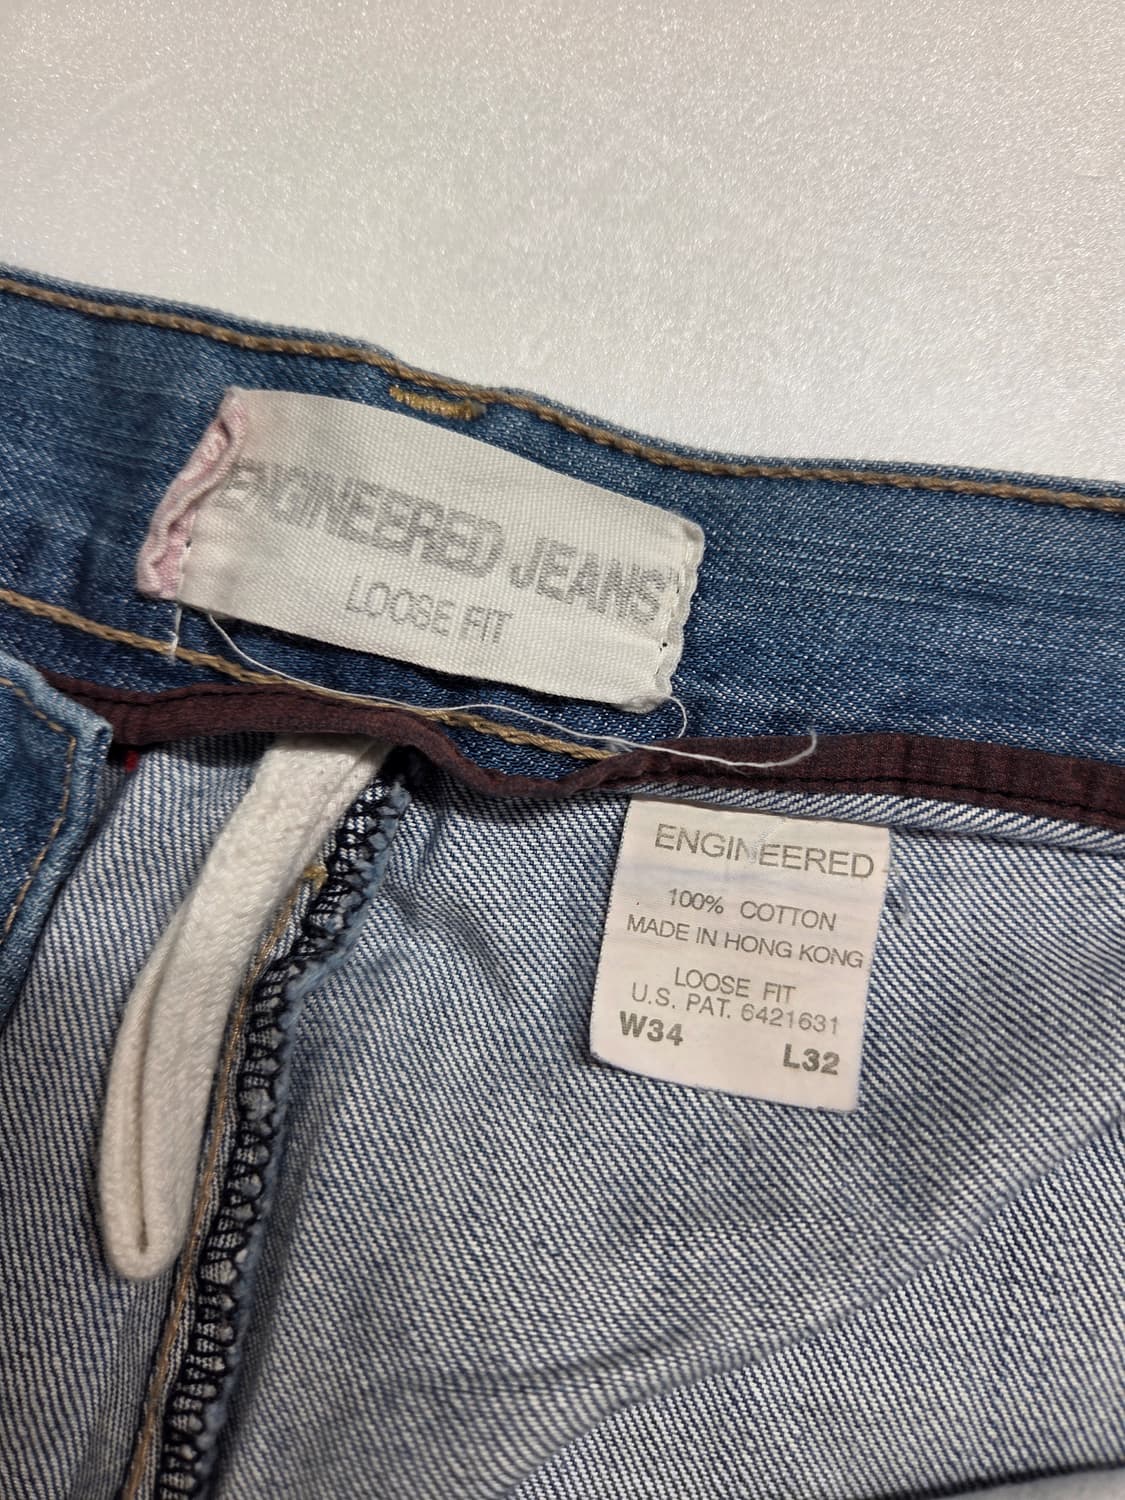 ENGINEERED JEANS
LOOSE FIT
ENGINEERED
100% COTTON
MADE IN HONG KONG
LOOSE FIT
U.S. PAT. 6421631
W34 L32